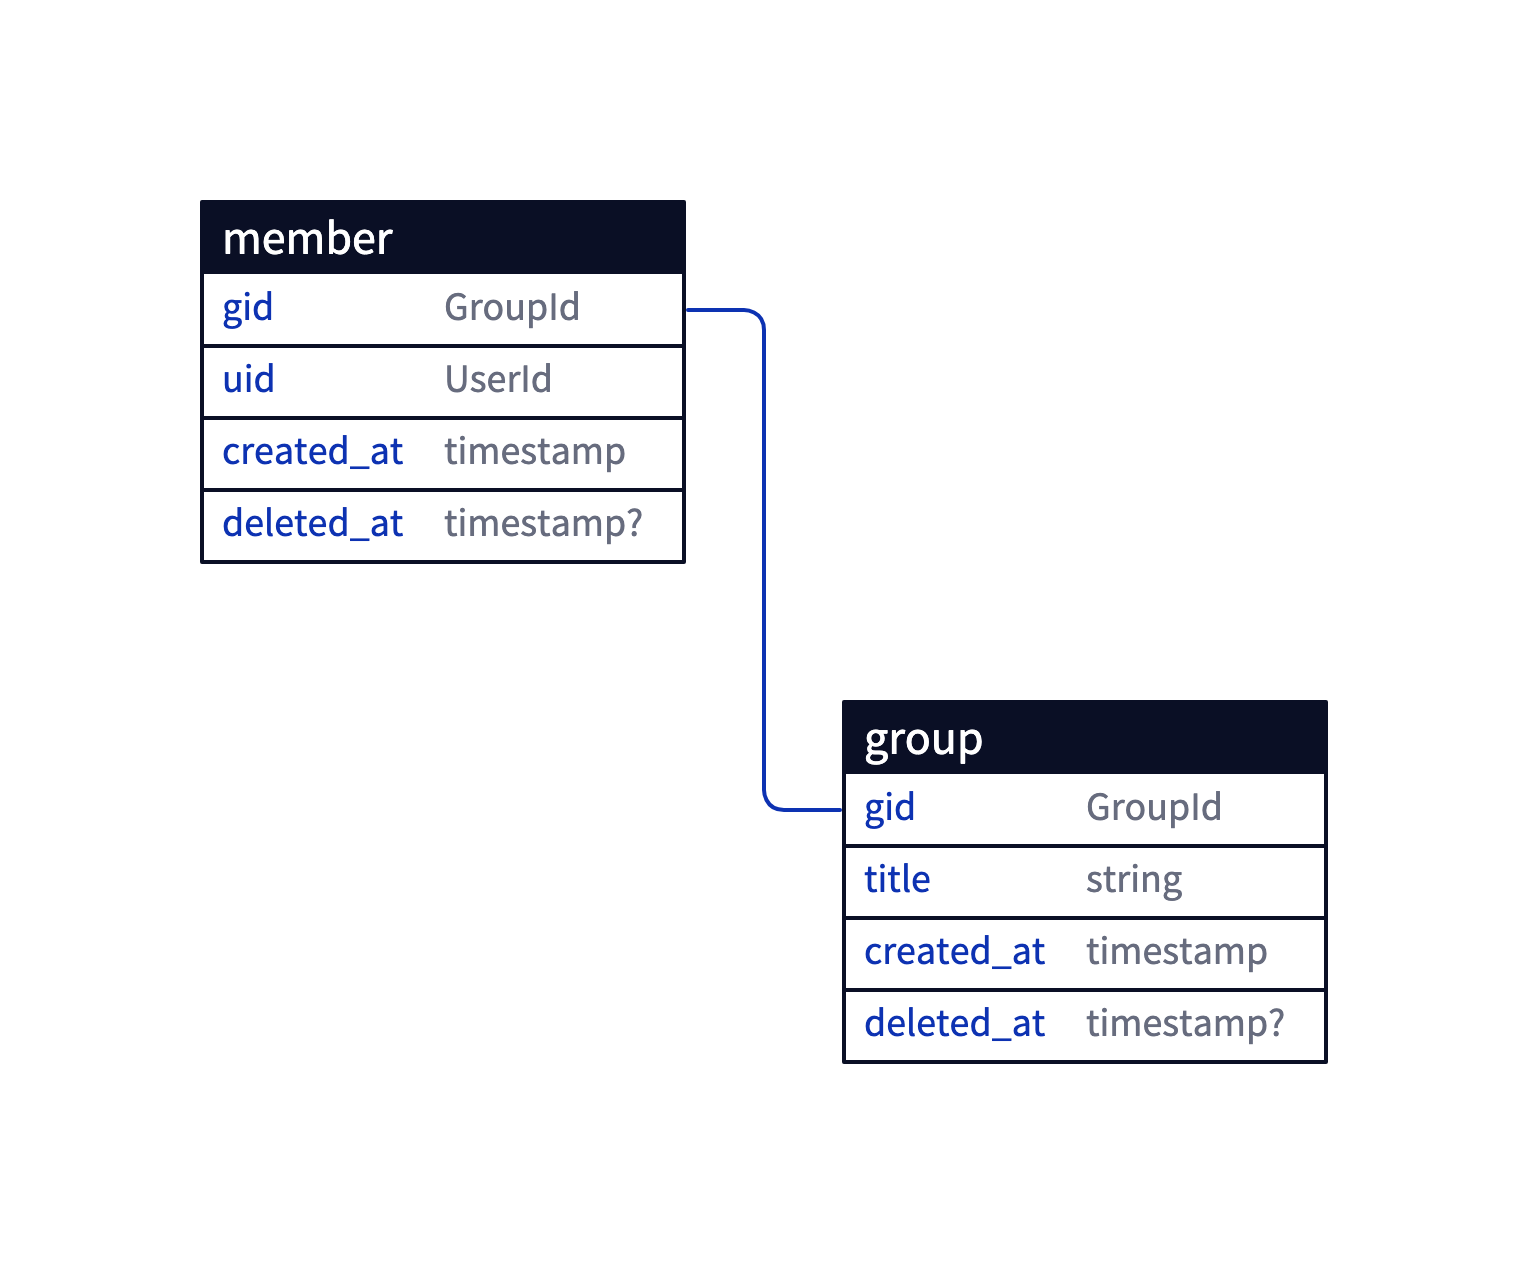 member
gid GroupId
uid UserId
created_at timestamp
deleted_at timestamp?
group
gid GroupId
title string
created_at timestamp
deleted_at timestamp?